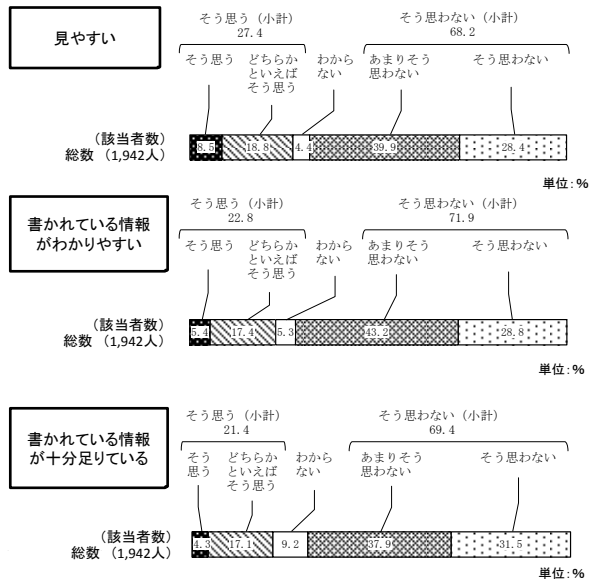 見やすい
そう思う（小計）
27.4
そう思わない（小計）
68.2
そう思う
どちらか
といえば
そう思う
わから
ない
あまりそう
思わない
そう思わない
（該当者数）
総数 （1,942人）
8.5 18.8 4.4 39.9 28.4
単位：%
書かれている情報
がわかりやすい
そう思う（小計）
22.8
そう思わない（小計）
71.9
そう思う
どちらか
といえば
そう思う
わから
ない
あまりそう
思わない
そう思わない
（該当者数）
総数 （1,942人）
5.4 17.4 5.3 43.2 28.8
単位：%
書かれている情報
が十分足りている
そう思う（小計）
21.4
そう思わない（小計）
69.4
そう
思う
どちらか
といえば
そう思う
わから
ない
あまりそう
思わない
そう思わない
（該当者数）
総数 （1,942人）
4.3 17.1 9.2 37.9 31.5
単位：%